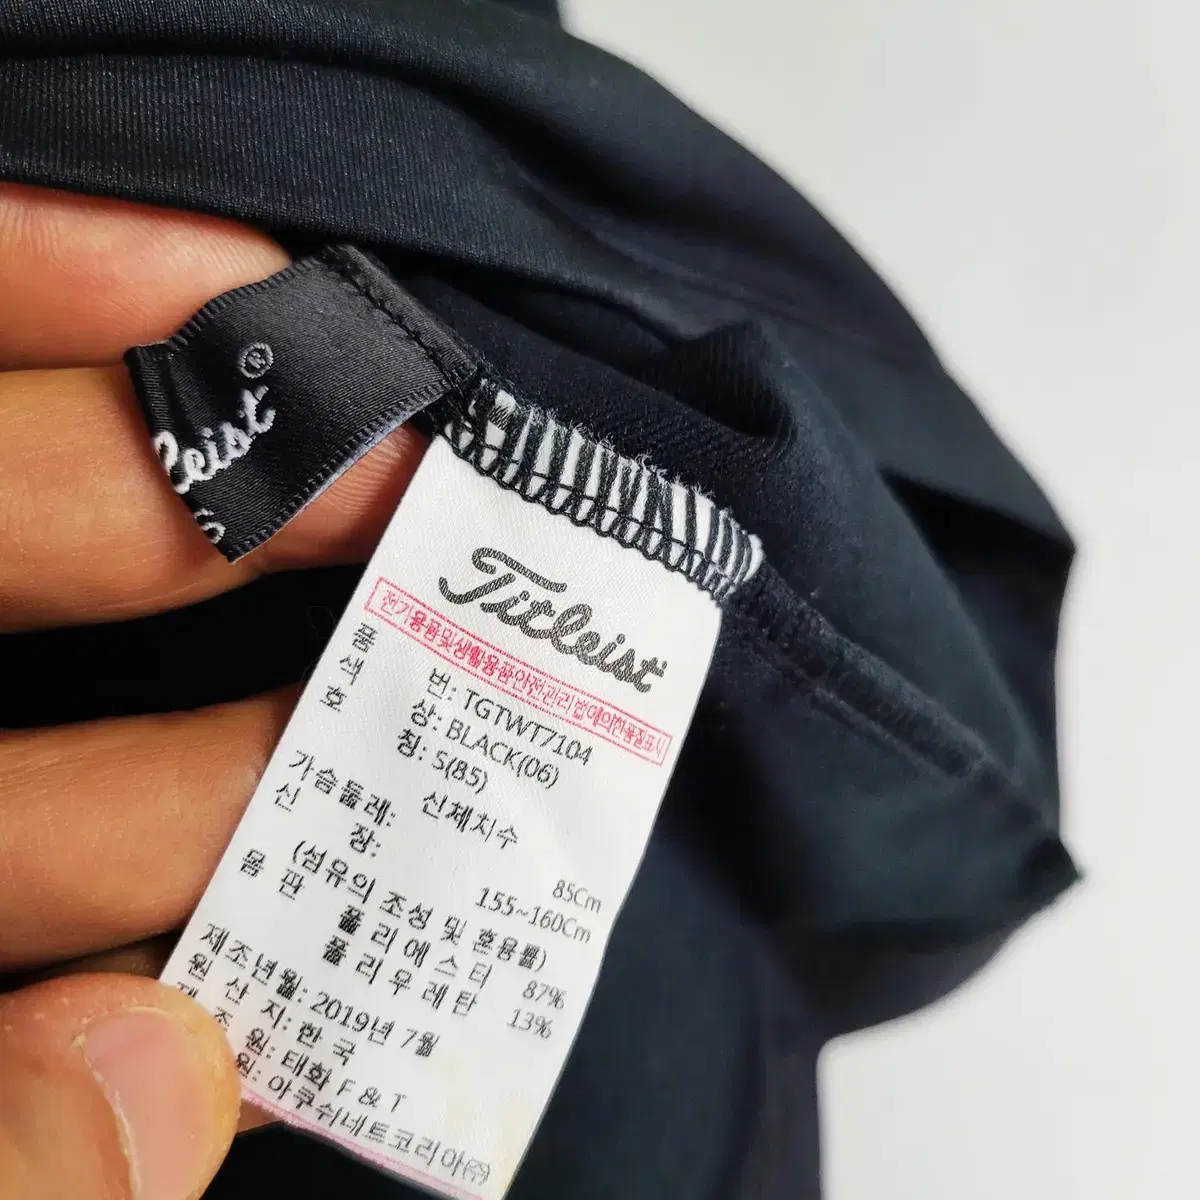 leist®
S
Titleist
전기용품및생활용품안전관리법에의한품질표시
품 번: TGTWT7104
색 상: BLACK(06)
호 칭: S(85)
신체치수
가슴둘레: 85Cm
신 장: 155~160Cm
(섬유의 조성 및 혼용률)
몸 판 폴리에스터 87%
폴리우레탄 13%
제조년월: 2019년 7월
원 산 지: 한국
제 조 원: 태화 F & T
원: 아쿠쉬네트코리아(주)